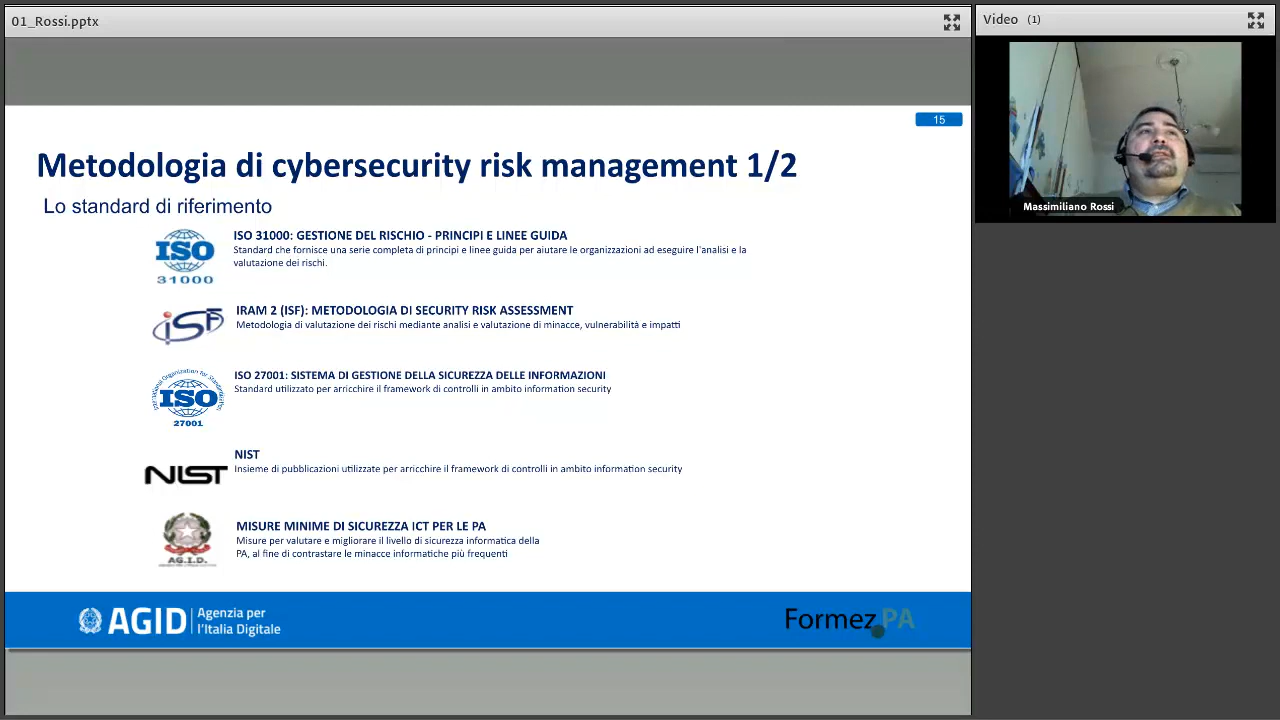 01_Rossi.pptx
Video (1)
Massimiliano Rossi
15
Metodologia di cybersecurity risk management 1/2
Lo standard di riferimento
ISO
31000
ISO 31000: GESTIONE DEL RISCHIO - PRINCIPI E LINEE GUIDA
Standard che fornisce una serie completa di principi e linee guida per aiutare le organizzazioni ad eseguire l'analisi e la
valutazione dei rischi.
iSF
IRAM 2 (ISF): METODOLOGIA DI SECURITY RISK ASSESSMENT
Metodologia di valutazione dei rischi mediante analisi e valutazione di minacce, vulnerabilità e impatti
International Organization for Standardization
ISO
27001
ISO 27001: SISTEMA DI GESTIONE DELLA SICUREZZA DELLE INFORMAZIONI
Standard utilizzato per arricchire il framework di controlli in ambito information security
NIST
NIST
Insieme di pubblicazioni utilizzate per arricchire il framework di controlli in ambito information security
A.G.I.D.
MISURE MINIME DI SICUREZZA ICT PER LE PA
Misure per valutare e migliorare il livello di sicurezza informatica della
PA, al fine di contrastare le minacce informatiche più frequenti
AGID
Agenzia per
l'Italia Digitale
Formez PA